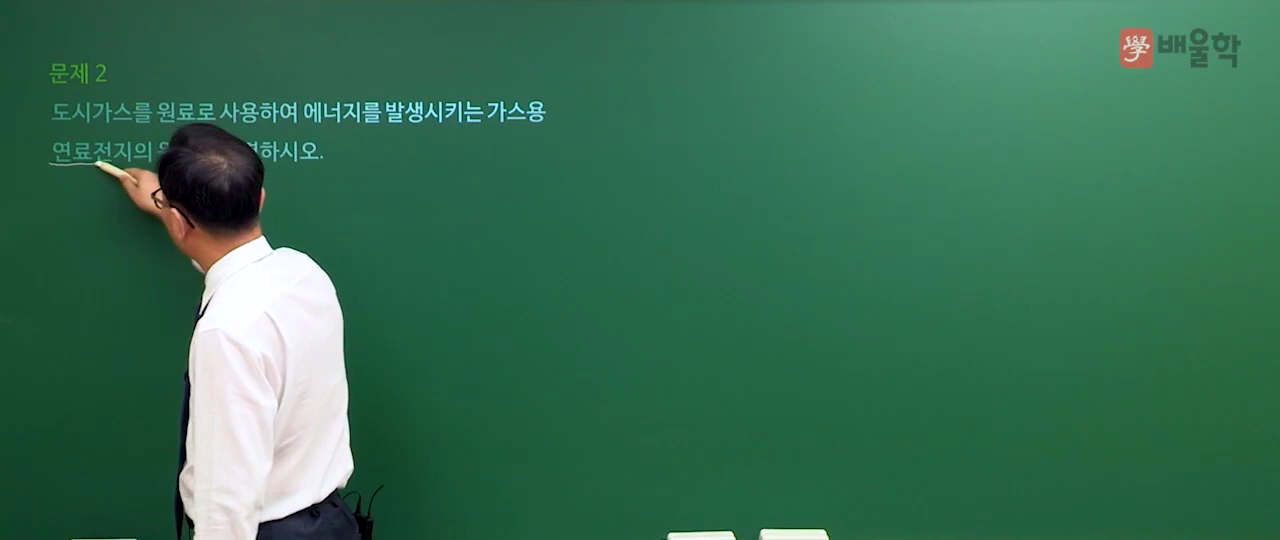 學 배울학
문제 2
도시가스를 원료로 사용하여 에너지를 발생시키는 가스용
연료전지의 하시오.